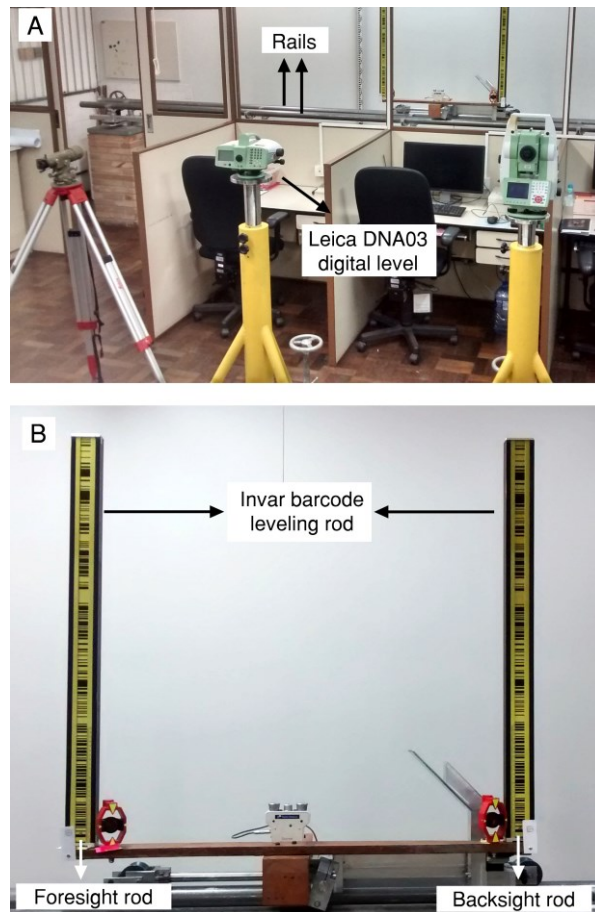 A
Rails
Leica DNA03
digital level
B
Invar barcode
leveling rod
Foresight rod
Backsight rod